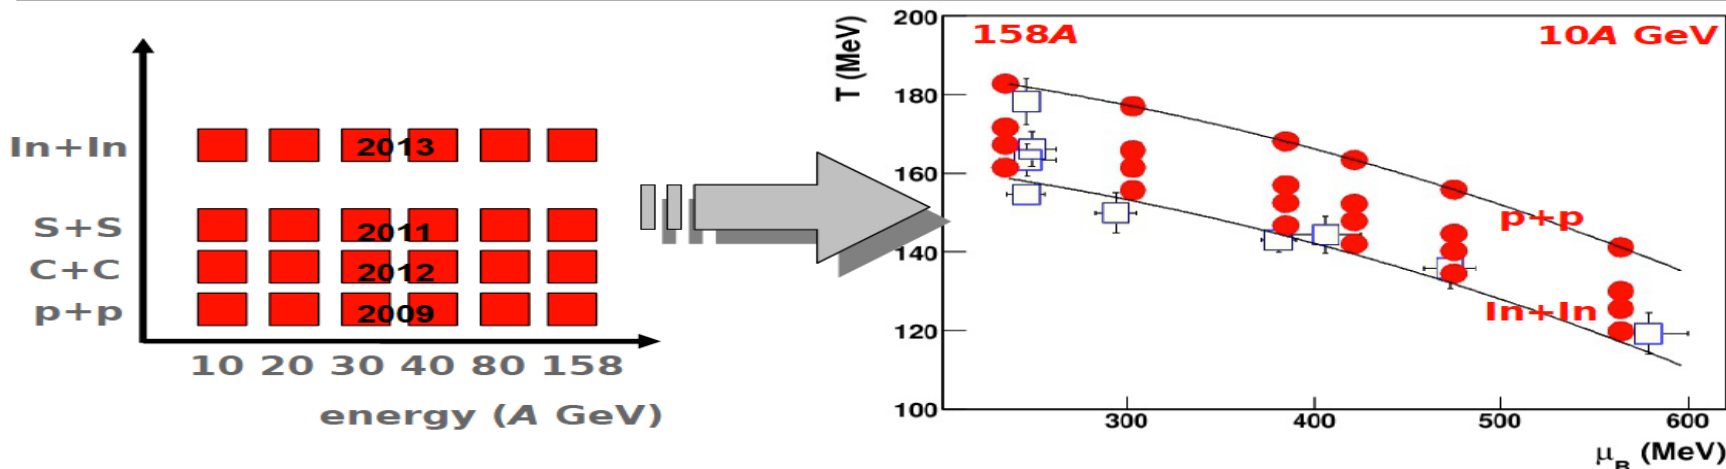 In+In
2013
S+S
2011
C+C
2012
p+p
2009
10 20 30 40 80 158
energy (A GeV)
T (MeV)
200
180
160
140
120
100
158A
10A GeV
p+p
In+In
300
400
500
600
μB (MeV)